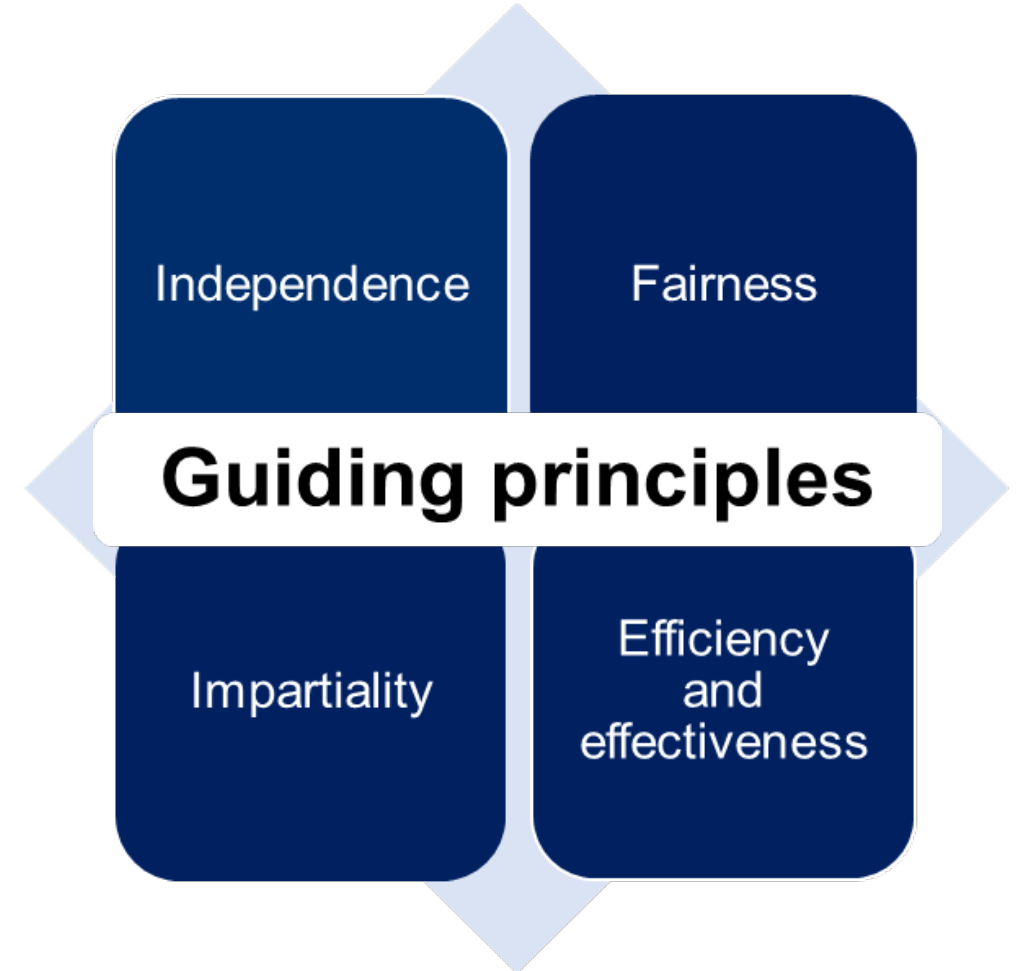 Independence
Fairness
Guiding principles
Impartiality
Efficiency
and
effectiveness